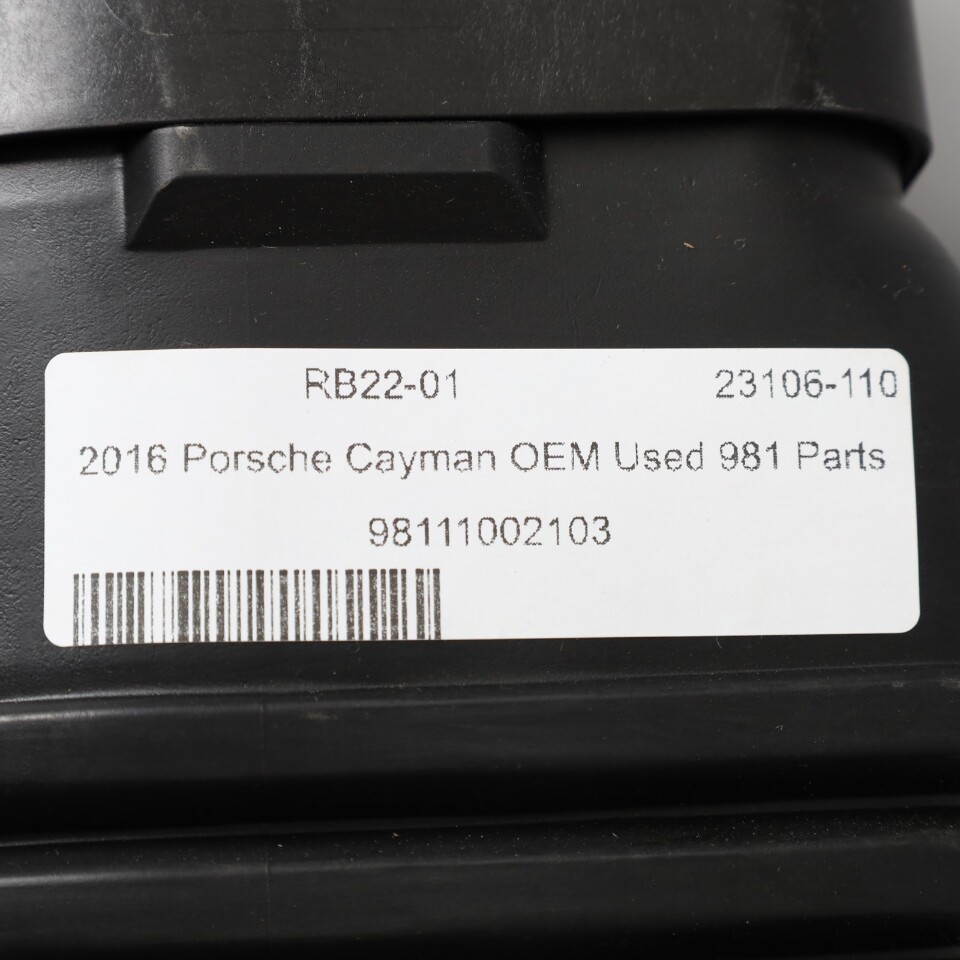 RB22-01 23106-110
2016 Porsche Cayman OEM Used 981 Parts
98111002103